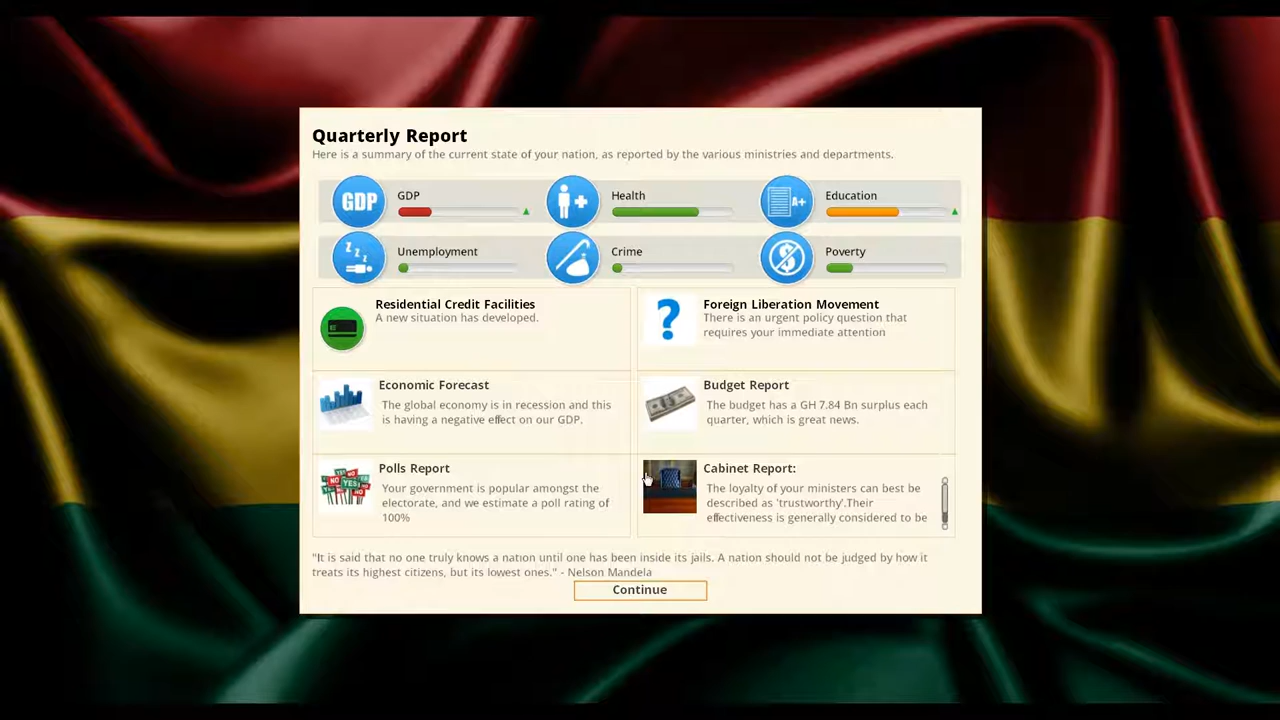 Quarterly Report
Here is a summary of the current state of your nation, as reported by the various ministries and departments.
GDP
GDP
Health
A+
Education
Z Z Z
Unemployment
Crime
$
Poverty
Residential Credit Facilities
A new situation has developed.
?
Foreign Liberation Movement
There is an urgent policy question that
requires your immediate attention
Economic Forecast
The global economy is in recession and this
is having a negative effect on our GDP.
Budget Report
The budget has a GH 7.84 Bn surplus each
quarter, which is great news.
YES
NO
YES
NO
NO
Polls Report
Your government is popular amongst the
electorate, and we estimate a poll rating of
100%
Cabinet Report:
The loyalty of your ministers can best be
described as 'trustworthy'.Their
effectiveness is generally considered to be
"It is said that no one truly knows a nation until one has been inside its jails. A nation should not be judged by how it
treats its highest citizens, but its lowest ones." - Nelson Mandela
Continue